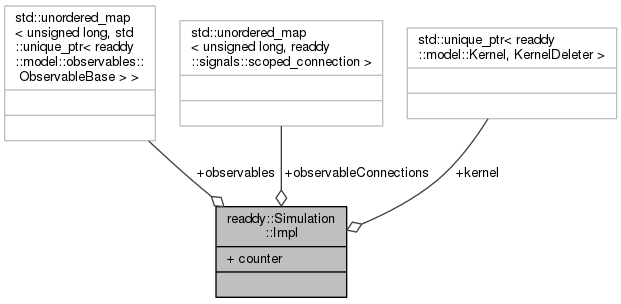 std::unordered_map
< unsigned long, std
::unique_ptr< readdy
::model::observables::
ObservableBase > >
std::unordered_map
< unsigned long, readdy
::signals::scoped_connection >
std::unique_ptr< readdy
::model::Kernel, KernelDeleter >
+observables
+observableConnections
+kernel
readdy::Simulation
::Impl
+ counter